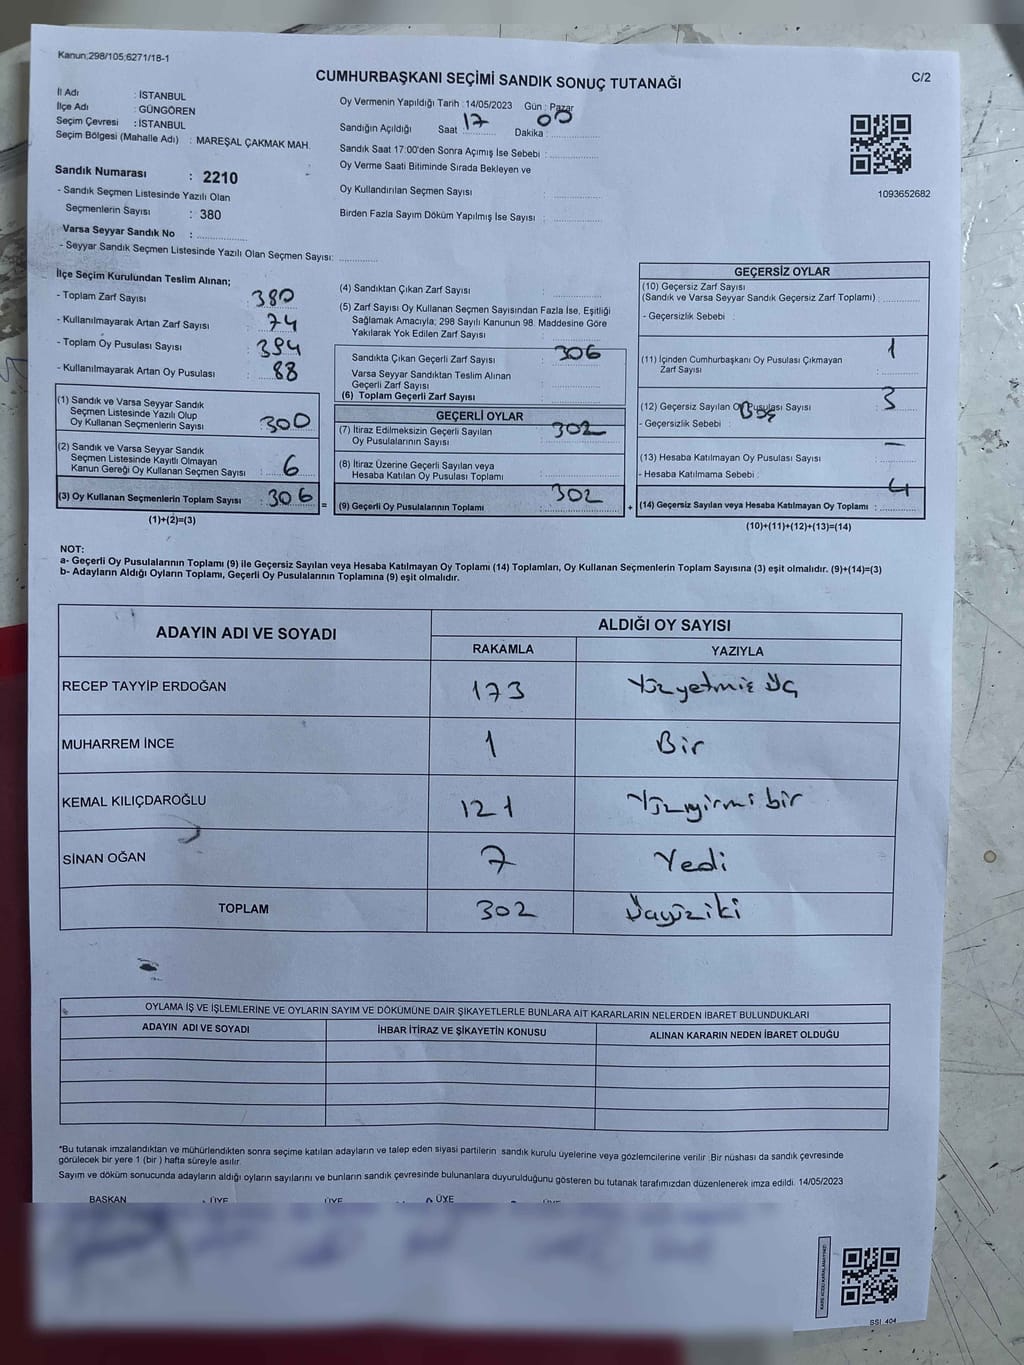 Kanun;298/105;6271/18-1
C/2
CUMHURBAŞKANI SEÇİMİ SANDIK SONUÇ TUTANAĞI
İl Adı : İSTANBUL
İlçe Adı : GÜNGÖREN
Seçim Çevresi : İSTANBUL
Seçim Bölgesi (Mahalle Adı) : MAREŞAL ÇAKMAK MAH.
Oy Vermenin Yapıldığı Tarih : 14/05/2023 Gün : Pazar
Sandığın Açıldığı Saat 17 Dakika : 00
Sandık Saat 17:00'den Sonra Açımış İse Sebebi :
Oy Verme Saati Bitiminde Sırada Bekleyen ve
Oy Kullandırılan Seçmen Sayısı
Birden Fazla Sayım Döküm Yapılmış İse Sayısı :
1093652682
Sandık Numarası : 2210
- Sandık Seçmen Listesinde Yazılı Olan
Seçmenlerin Sayısı : 380
Varsa Seyyar Sandık No :
- Seyyar Sandık Seçmen Listesinde Yazılı Olan Seçmen Sayısı:
İlçe Seçim Kurulundan Teslim Alınan;
- Toplam Zarf Sayısı : 380
- Kullanılmayarak Artan Zarf Sayısı : 74
- Toplam Oy Pusulası Sayısı : 394
- Kullanılmayarak Artan Oy Pusulası : 88
(1) Sandık ve Varsa Seyyar Sandık
Seçmen Listesinde Yazılı Olup
Oy Kullanan Seçmenlerin Sayısı : 300
(2) Sandık ve Varsa Seyyar Sandık
Seçmen Listesinde Kayıtlı Olmayan
Kanun Gereği Oy Kullanan Seçmen Sayısı : 6
(3) Oy Kullanan Seçmenlerin Toplam Sayısı : 306
(1)+(2)=(3)
=
(4) Sandıktan Çıkan Zarf Sayısı
(5) Zarf Sayısı Oy Kullanan Seçmen Sayısından Fazla İse, Eşitliği
Sağlamak Amacıyla; 298 Sayılı Kanunun 98. Maddesine Göre
Yakılarak Yok Edilen Zarf Sayısı :
Sandıkta Çıkan Geçerli Zarf Sayısı : 306
Varsa Seyyar Sandıktan Teslim Alınan
Geçerli Zarf Sayısı :
(6) Toplam Geçerli Zarf Sayısı
GEÇERLİ OYLAR
(7) İtiraz Edilmeksizin Geçerli Sayılan
Oy Pusulalarının Sayısı : 302
(8) İtiraz Üzerine Geçerli Sayılan veya
Hesaba Katılan Oy Pusulası Toplamı :
(9) Geçerli Oy Pusulalarının Toplamı : 302
+
GEÇERSİZ OYLAR
(10) Geçersiz Zarf Sayısı
(Sandık ve Varsa Seyyar Sandık Geçersiz Zarf Toplamı) :
- Geçersizlik Sebebi :
(11) İçinden Cumhurbaşkanı Oy Pusulası Çıkmayan
Zarf Sayısı : 1
(12) Geçersiz Sayılan Oy Pusulası Sayısı : 3
- Geçersizlik Sebebi : Boş
(13) Hesaba Katılmayan Oy Pusulası Sayısı : -
- Hesaba Katılmama Sebebi :
(14) Geçersiz Sayılan veya Hesaba Katılmayan Oy Toplamı : 4
(10)+(11)+(12)+(13)=(14)
NOT:
a- Geçerli Oy Pusulalarının Toplamı (9) ile Geçersiz Sayılan veya Hesaba Katılmayan Oy Toplamı (14) Toplamları, Oy Kullanan Seçmenlerin Toplam Sayısına (3) eşit olmalıdır. (9)+(14)=(3)
b- Adayların Aldığı Oyların Toplamı, Geçerli Oy Pusulalarının Toplamına (9) eşit olmalıdır.
ADAYIN ADI VE SOYADI ALDIĞI OY SAYISI
RAKAMLA YAZIYLA
RECEP TAYYİP ERDOĞAN 173 Yüzyetmiş üç
MUHARREM İNCE 1 Bir
KEMAL KILIÇDAROĞLU 121 Yüzyirmi bir
SİNAN OĞAN 7 Yedi
TOPLAM 302 Üçyüziki
OYLAMA İŞ VE İŞLEMLERİNE VE OYLARIN SAYIM VE DÖKÜMÜNE DAİR ŞİKAYETLERLE BUNLARA AİT KARARLARIN NELERDEN İBARET BULUNDUKLARI
ADAYIN ADI VE SOYADI İHBAR İTİRAZ VE ŞİKAYETİN KONUSU ALINAN KARARIN NEDEN İBARET OLDUĞU
*Bu tutanak imzalandıktan ve mühürlendikten sonra seçime katılan adayların ve talep eden siyasi partilerin sandık kurulu üyelerine veya gözlemcilerine verilir. Bir nüshası da sandık çevresinde
görülecek bir yere 1 (bir ) hafta süreyle asılır.
Sayım ve döküm sonucunda adayların aldığı oyların sayılarını ve bunların sandık çevresinde bulunanlara duyurulduğunu gösteren bu tutanak tarafımızdan düzenlenerek imza edildi. 14/05/2023
BAŞKAN ÜYE ÜYE ÜYE ÜYE
SSI_404